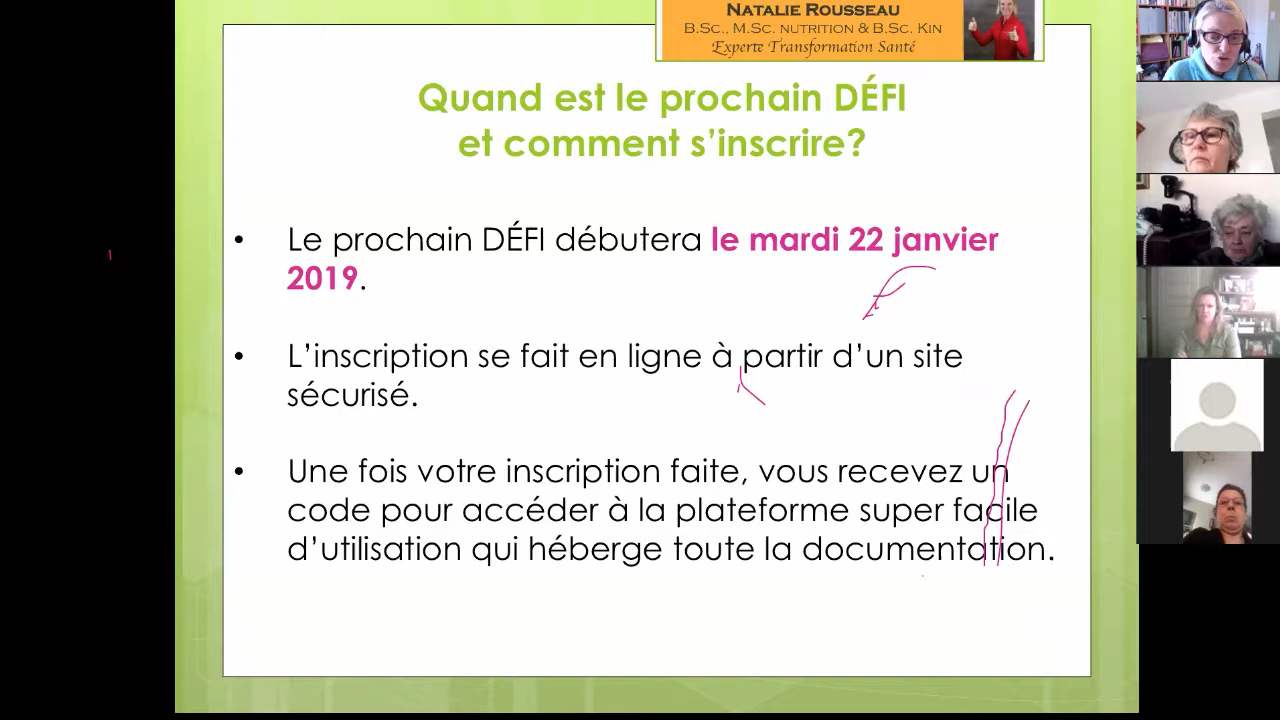 NATALIE ROUSSEAU
B.SC., M.SC. NUTRITION & B.SC. KIN
Experte Transformation Santé
Quand est le prochain DÉFI
et comment s’inscrire?
• Le prochain DÉFI débutera le mardi 22 janvier
2019.
• L’inscription se fait en ligne à partir d’un site
sécurisé.
• Une fois votre inscription faite, vous recevez un
code pour accéder à la plateforme super facile
d’utilisation qui héberge toute la documentation.